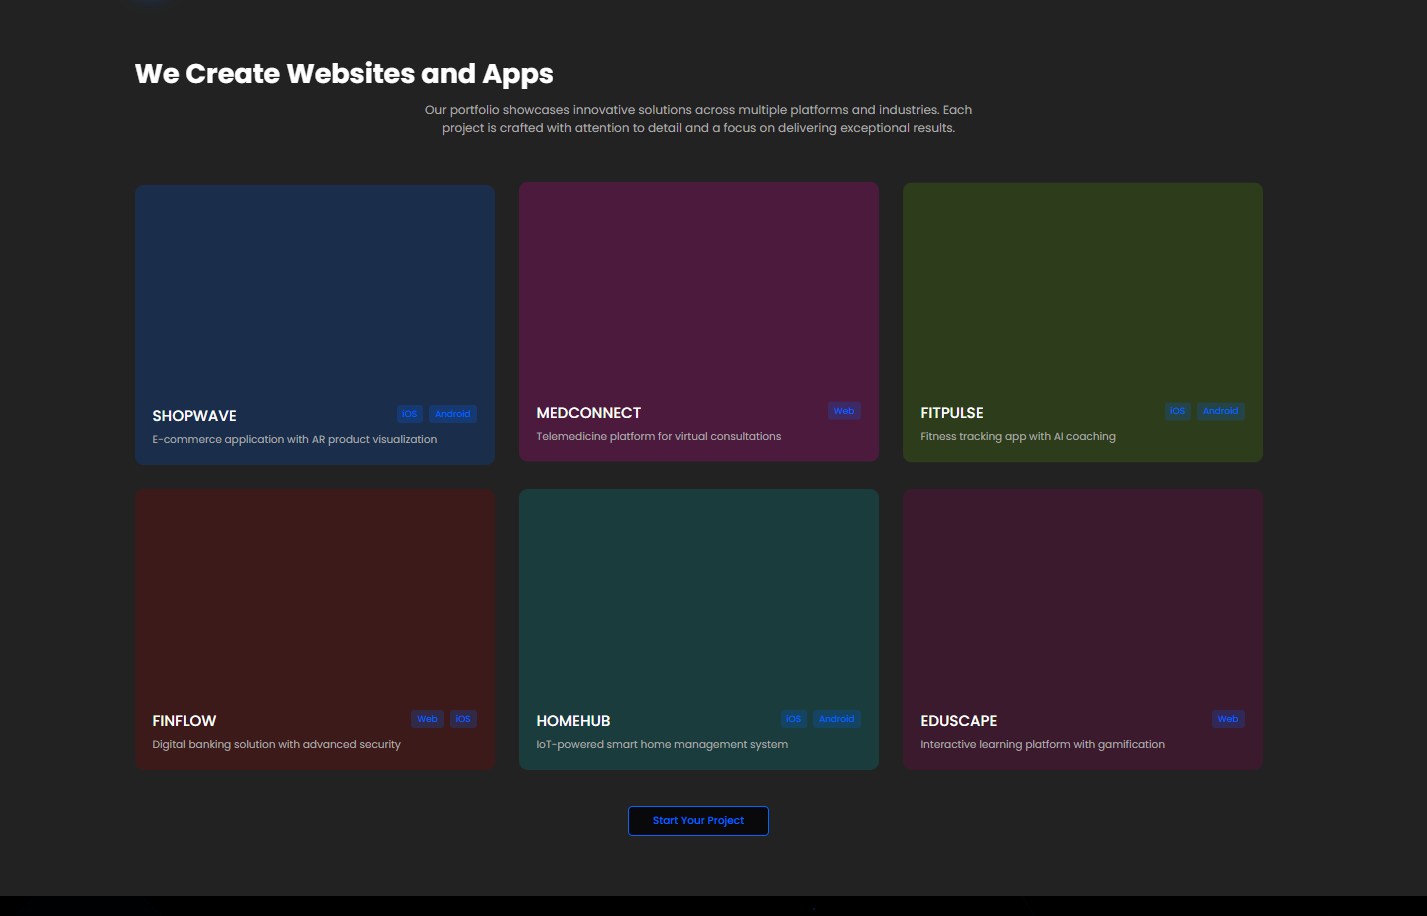 We Create Websites and Apps
Our portfolio showcases innovative solutions across multiple platforms and industries. Each
project is crafted with attention to detail and a focus on delivering exceptional results.
SHOPWAVE
iOS
Android
E-commerce application with AR product visualization
MEDCONNECT
Web
Telemedicine platform for virtual consultations
FITPULSE
iOS
Android
Fitness tracking app with AI coaching
FINFLOW
Web
iOS
Digital banking solution with advanced security
HOMEHUB
iOS
Android
IoT-powered smart home management system
EDUSCAPE
Web
Interactive learning platform with gamification
Start Your Project